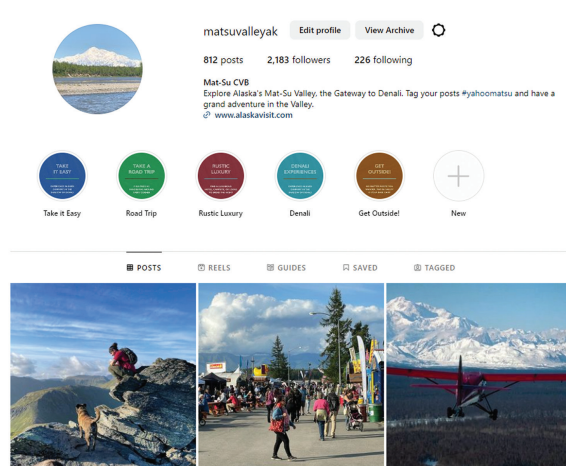 matsuvalleyak Edit profile View Archive
812 posts 2,183 followers 226 following
Mat-Su CVB
Explore Alaska's Mat-Su Valley, the Gateway to Denali. Tag your posts #yahoomatsu and have a
grand adventure in the Valley.
www.alaskavisit.com
TAKE
IT EASY
TAKE A
ROAD TRIP
RUSTIC
LUXURY
DENALI
EXPERIENCES
GET
OUTSIDE!
Take it Easy Road Trip Rustic Luxury Denali Get Outside! New
POSTS REELS GUIDES SAVED TAGGED